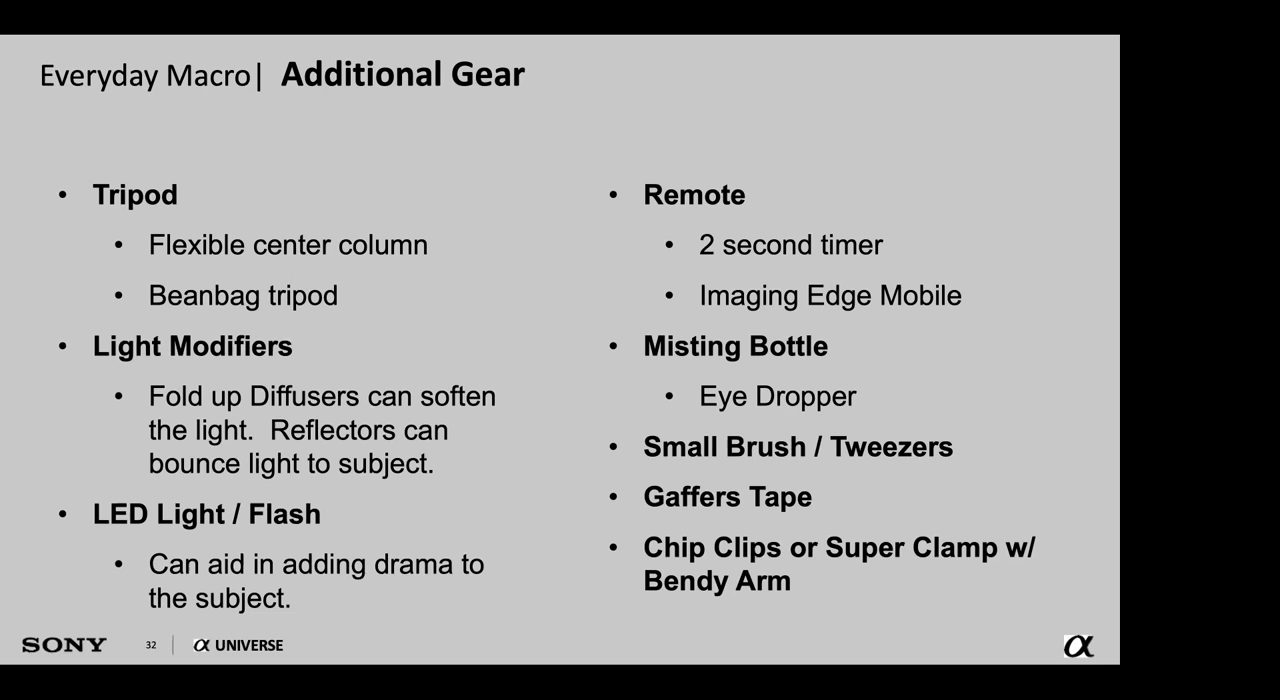 Everyday Macro| Additional Gear
• Tripod
• Flexible center column
• Beanbag tripod
• Light Modifiers
• Fold up Diffusers can soften
the light.  Reflectors can
bounce light to subject.
• LED Light / Flash
• Can aid in adding drama to
the subject.
• Remote
• 2 second timer
• Imaging Edge Mobile
• Misting Bottle
• Eye Dropper
• Small Brush / Tweezers
• Gaffers Tape
• Chip Clips or Super Clamp w/
Bendy Arm
SONY 32 | α UNIVERSE
α